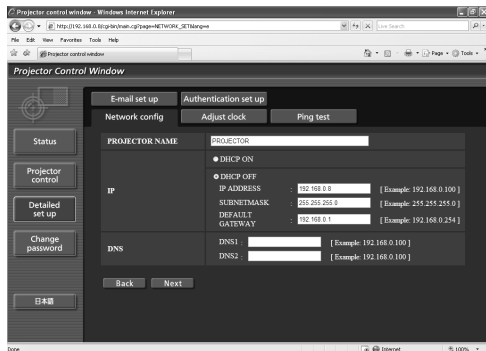 Projector control window - Windows Internet Explorer
http://192.168.0.8/cgi-bin/main.cgi?page=NETWORK_SET&lang=e
Live Search
File Edit View Favorites Tools Help
Projector control window
Page Tools
Projector Control Window
E-mail set up Authentication set up
Network config Adjust clock Ping test
Status
Projector control
Detailed set up
Change password
日本語
PROJECTOR NAME PROJECTOR
DHCP ON
DHCP OFF
IP
IP ADDRESS : 192.168.0.8 [ Example: 192.168.0.100 ]
SUBNETMASK : 255.255.255.0 [ Example: 255.255.255.0 ]
DEFAULT GATEWAY : 192.168.0.1 [ Example: 192.168.0.254 ]
DNS
DNS1 : [ Example: 192.168.0.100 ]
DNS2 : [ Example: 192.168.0.100 ]
Back Next
Done Internet 100%